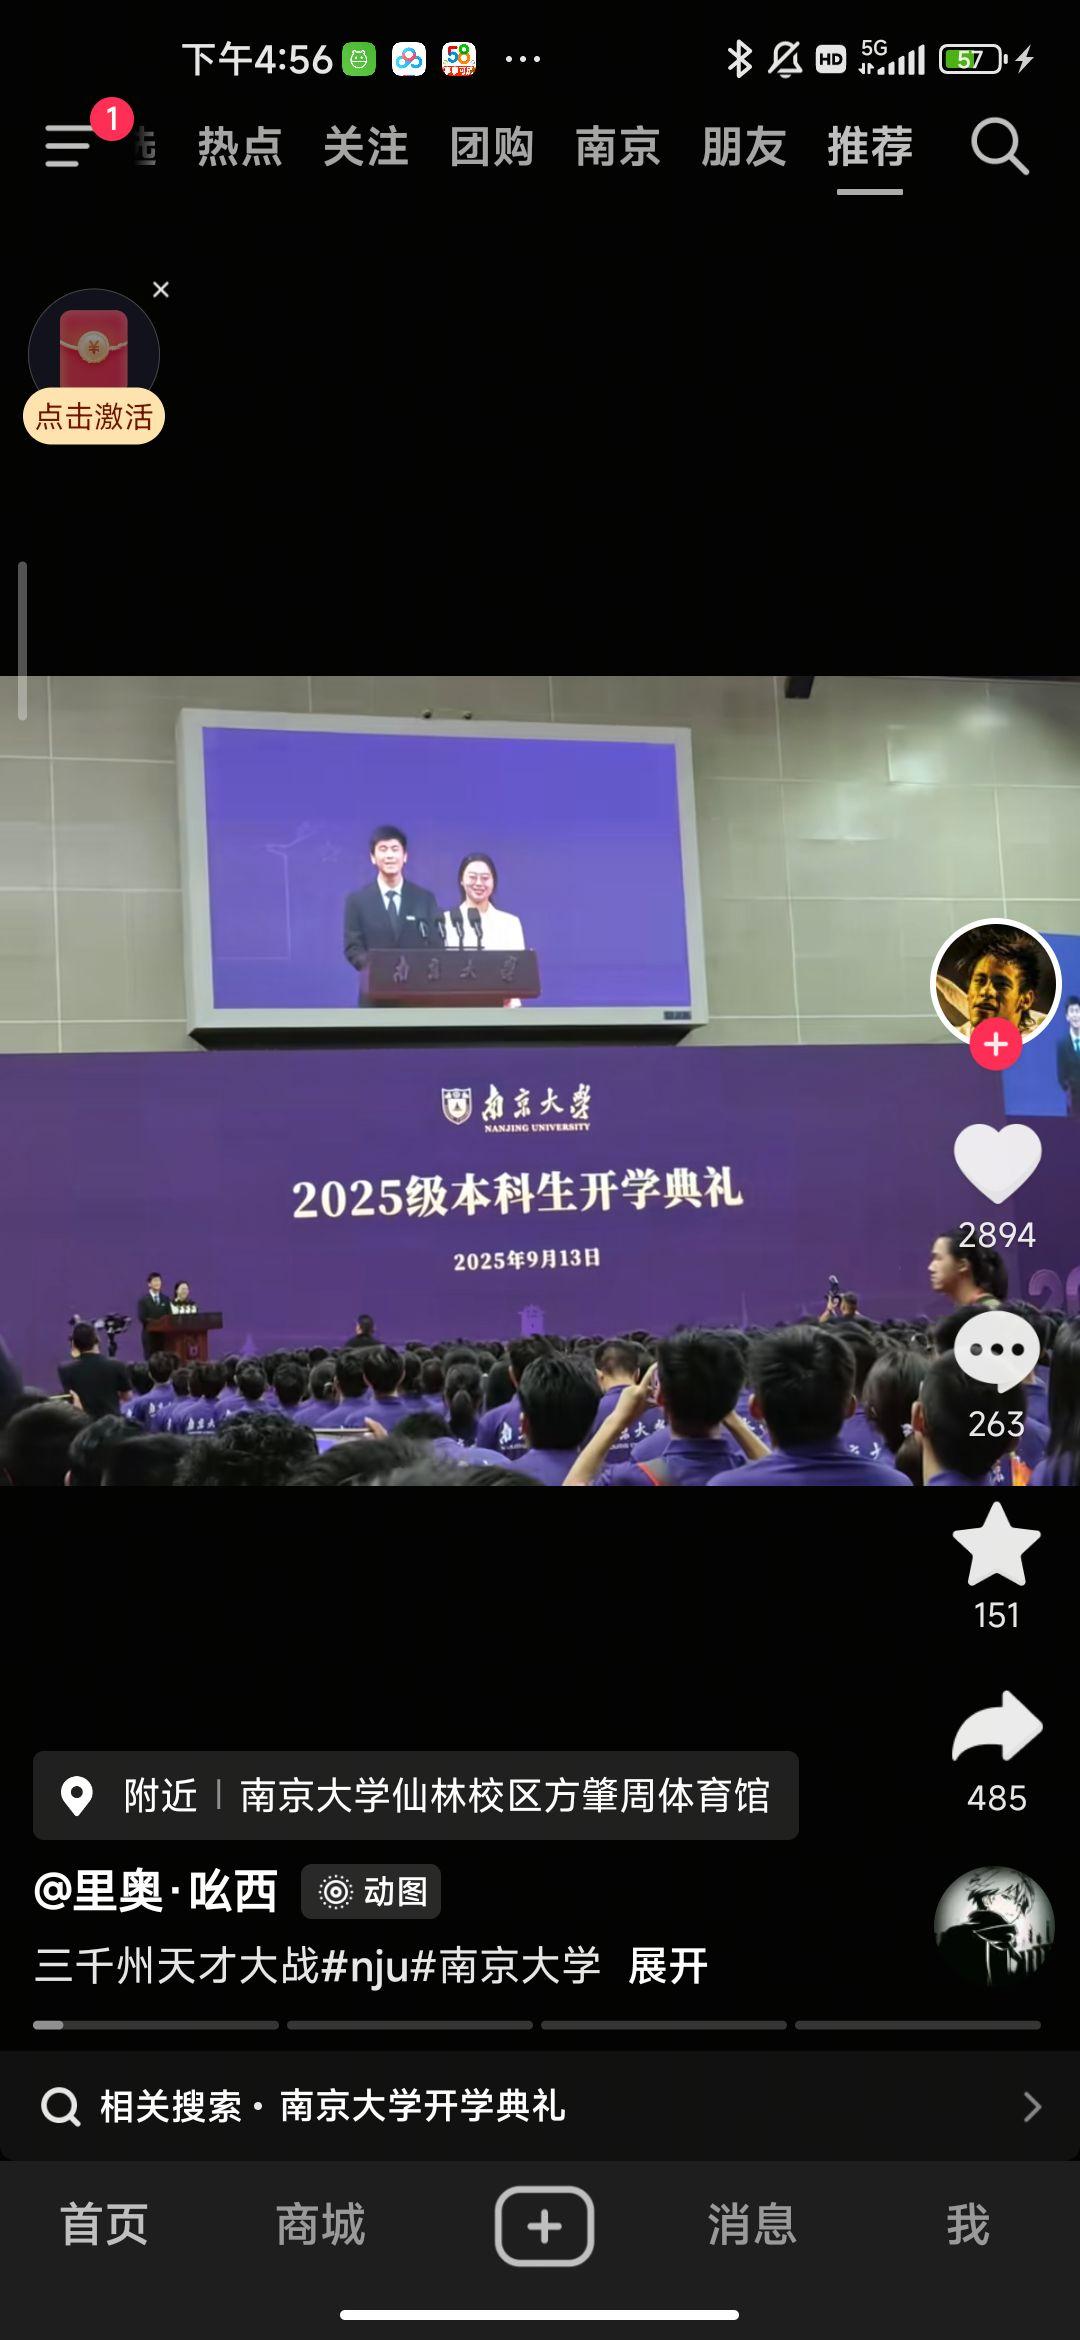 下午4:56
58
HD
5G
57
1
选 热点 关注 团购 南京 朋友 推荐
点击激活
南京大学
南京大学
NANJING UNIVERSITY
2025级本科生开学典礼
2025年9月13日
2894
263
151
485
附近 | 南京大学仙林校区方肇周体育馆
@里奥·吆西 动图
三千州天才大战#nju#南京大学 展开
相关搜索· 南京大学开学典礼
首页 商城 消息 我